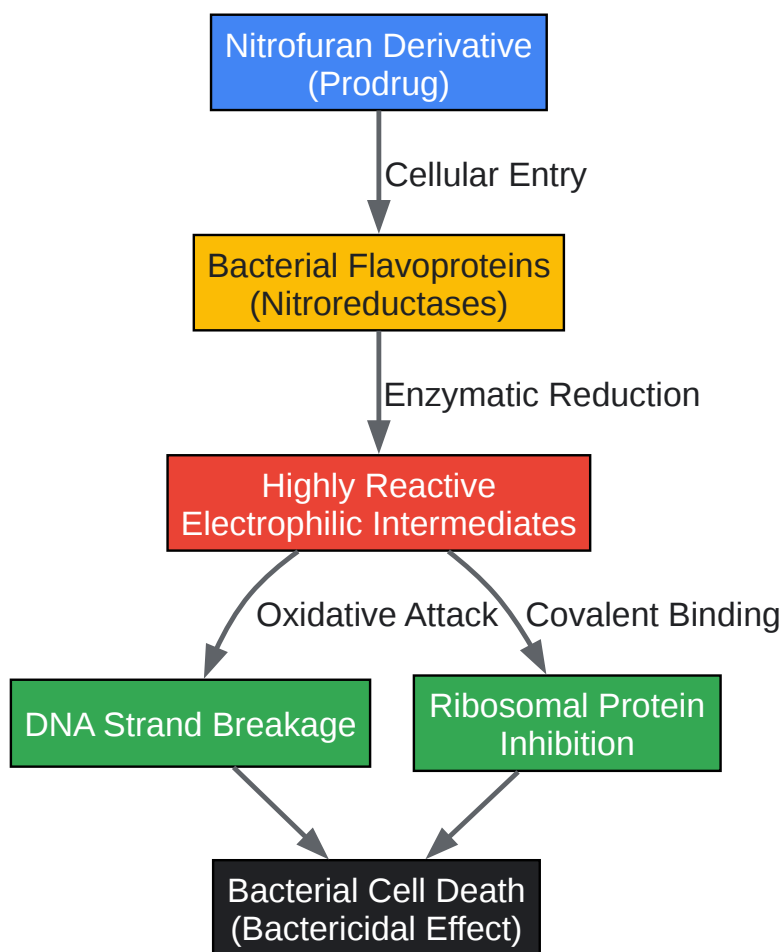 Nitrofuran Derivative
(Prodrug)
Cellular Entry
Bacterial Flavoproteins
(Nitroreductases)
Enzymatic Reduction
Highly Reactive
Electrophilic Intermediates
Oxidative Attack
Covalent Binding
DNA Strand Breakage
Ribosomal Protein
Inhibition
Bacterial Cell Death
(Bactericidal Effect)